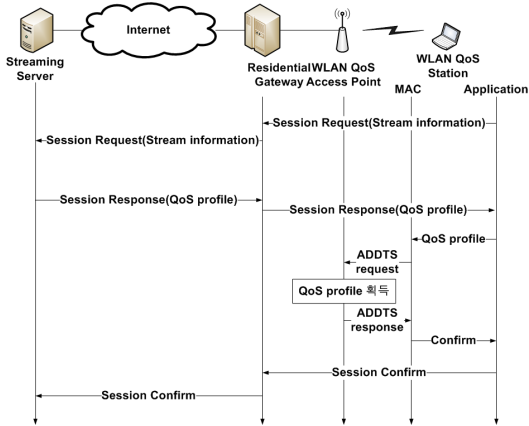 Internet
Streaming
Server
Residential
Gateway
WLAN QoS
Access Point
WLAN QoS
Station
MAC
Application
Session Request(Stream information)
Session Request(Stream information)
Session Response(QoS profile)
Session Response(QoS profile)
QoS profile
ADDTS
request
QoS profile 획득
ADDTS
response
Confirm
Session Confirm
Session Confirm